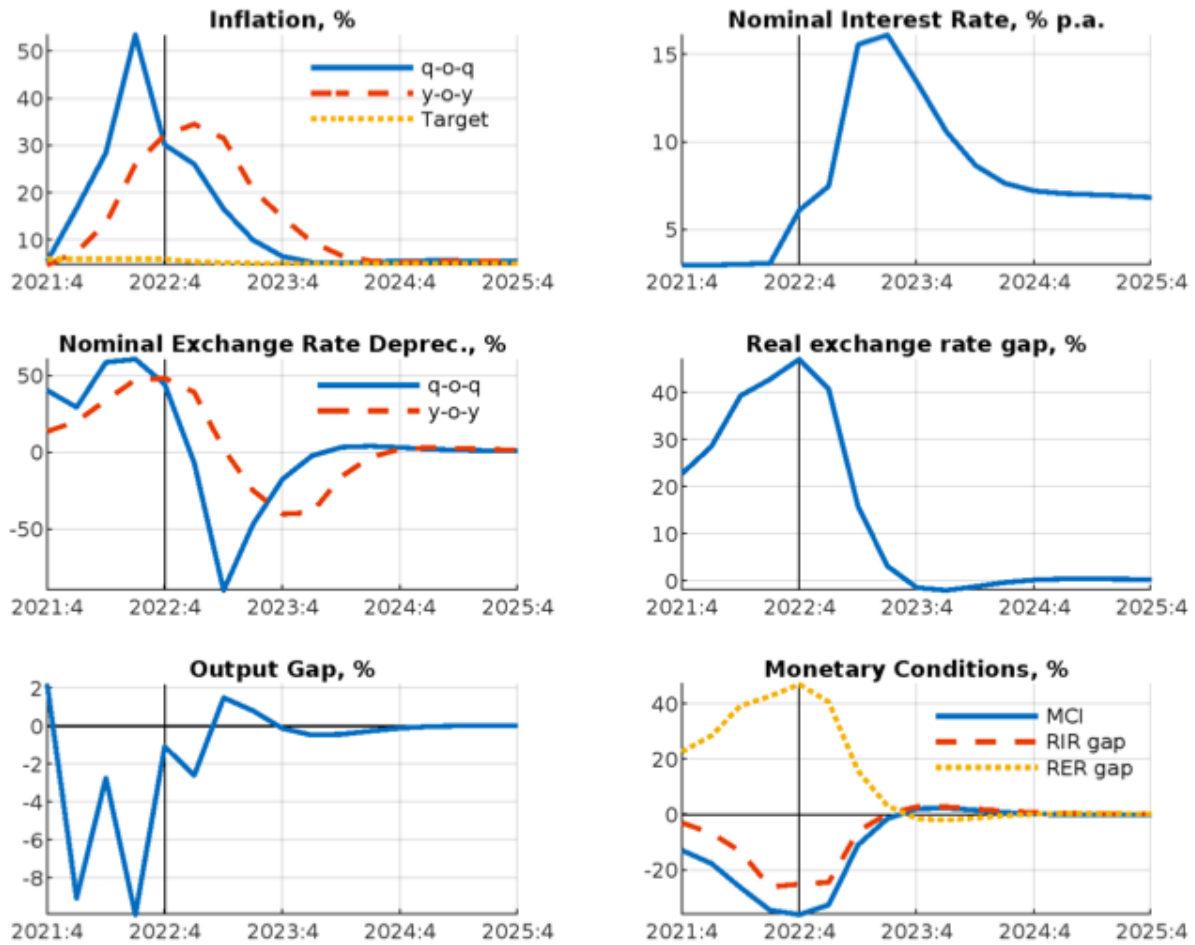 Inflation, %
50
40
30
20
10
q-o-q
y-o-y
Target
2021:4 2022:4 2023:4 2024:4 2025:4
Nominal Interest Rate, % p.a.
15
10
5
2021:4 2022:4 2023:4 2024:4 2025:4
Nominal Exchange Rate Deprec., %
50
0
-50
q-o-q
y-o-y
2021:4 2022:4 2023:4 2024:4 2025:4
Real exchange rate gap, %
40
30
20
10
0
2021:4 2022:4 2023:4 2024:4 2025:4
Output Gap, %
2
0
-2
-4
-6
-8
2021:4 2022:4 2023:4 2024:4 2025:4
Monetary Conditions, %
40
20
0
-20
MCI
RIR gap
RER gap
2021:4 2022:4 2023:4 2024:4 2025:4